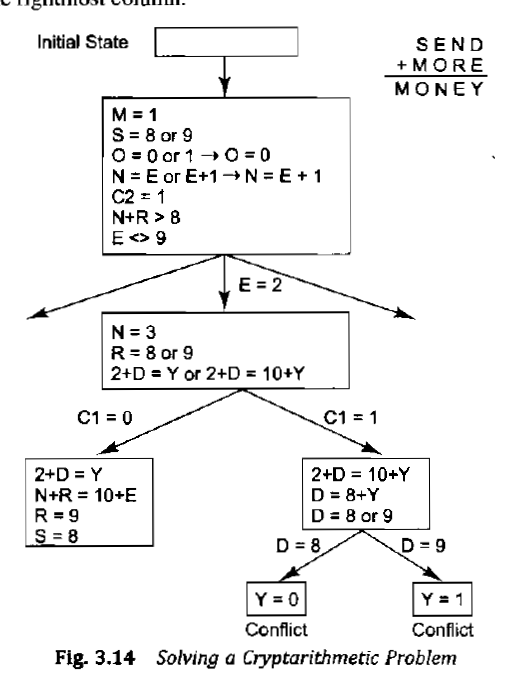 rightmost column.
Initial State
SEND
+MORE
MONEY
M = 1
S = 8 or 9
O = 0 or 1 → O = 0
N = E or E+1 → N = E + 1
C2 = 1
N+R > 8
E <> 9
E = 2
N = 3
R = 8 or 9
2+D = Y or 2+D = 10+Y
C1 = 0
C1 = 1
2+D = Y
N+R = 10+E
R = 9
S = 8
2+D = 10+Y
D = 8+Y
D = 8 or 9
D = 8
D = 9
Y = 0
Y = 1
Conflict
Conflict
Fig. 3.14 Solving a Cryptarithmetic Problem